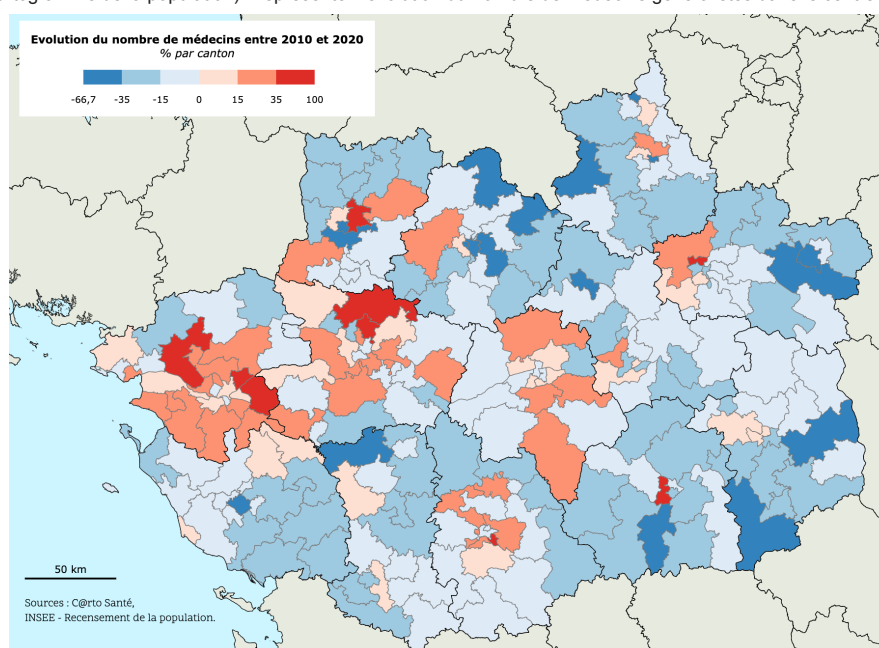 Evolution du nombre de médecins entre 2010 et 2020
% par canton
-66,7 -35 -15 0 15 35 100
50 km
Sources : C@rto Santé,
INSEE - Recensement de la population.